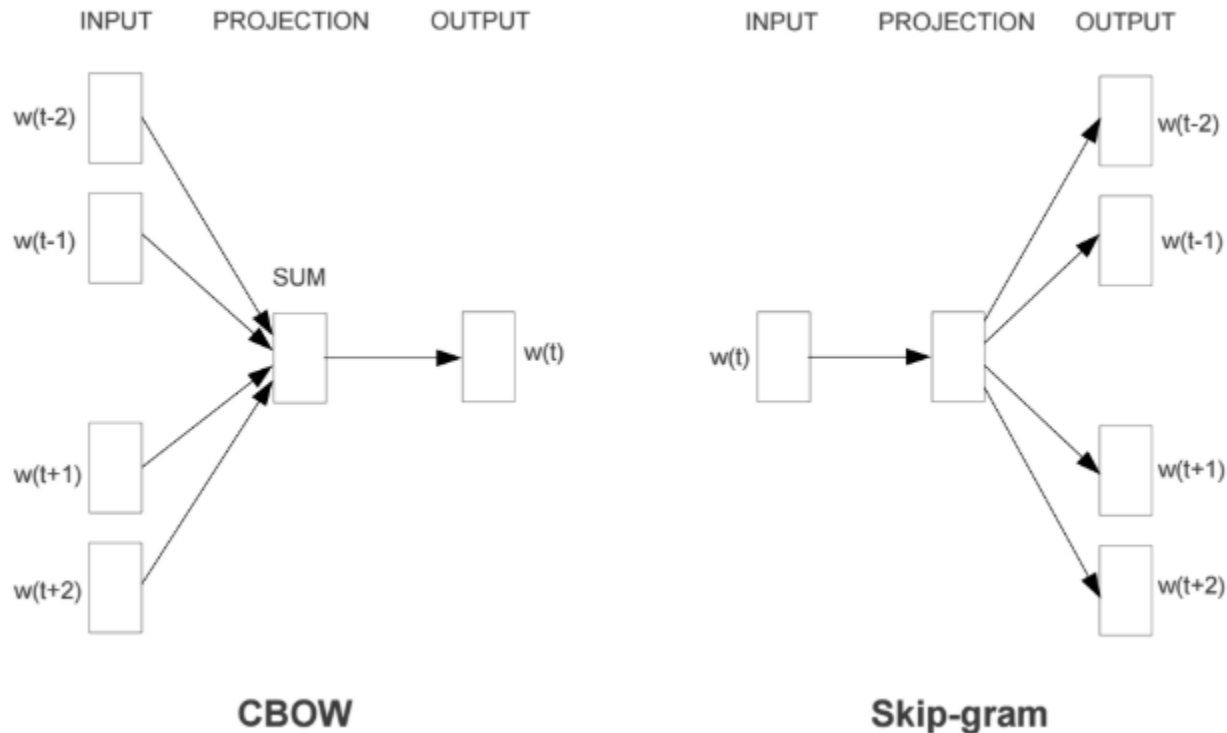 INPUT PROJECTION OUTPUT
w(t-2)
w(t-1)
SUM
w(t)
w(t+1)
w(t+2)
CBOW
INPUT PROJECTION OUTPUT
w(t-2)
w(t-1)
w(t)
w(t+1)
w(t+2)
Skip-gram